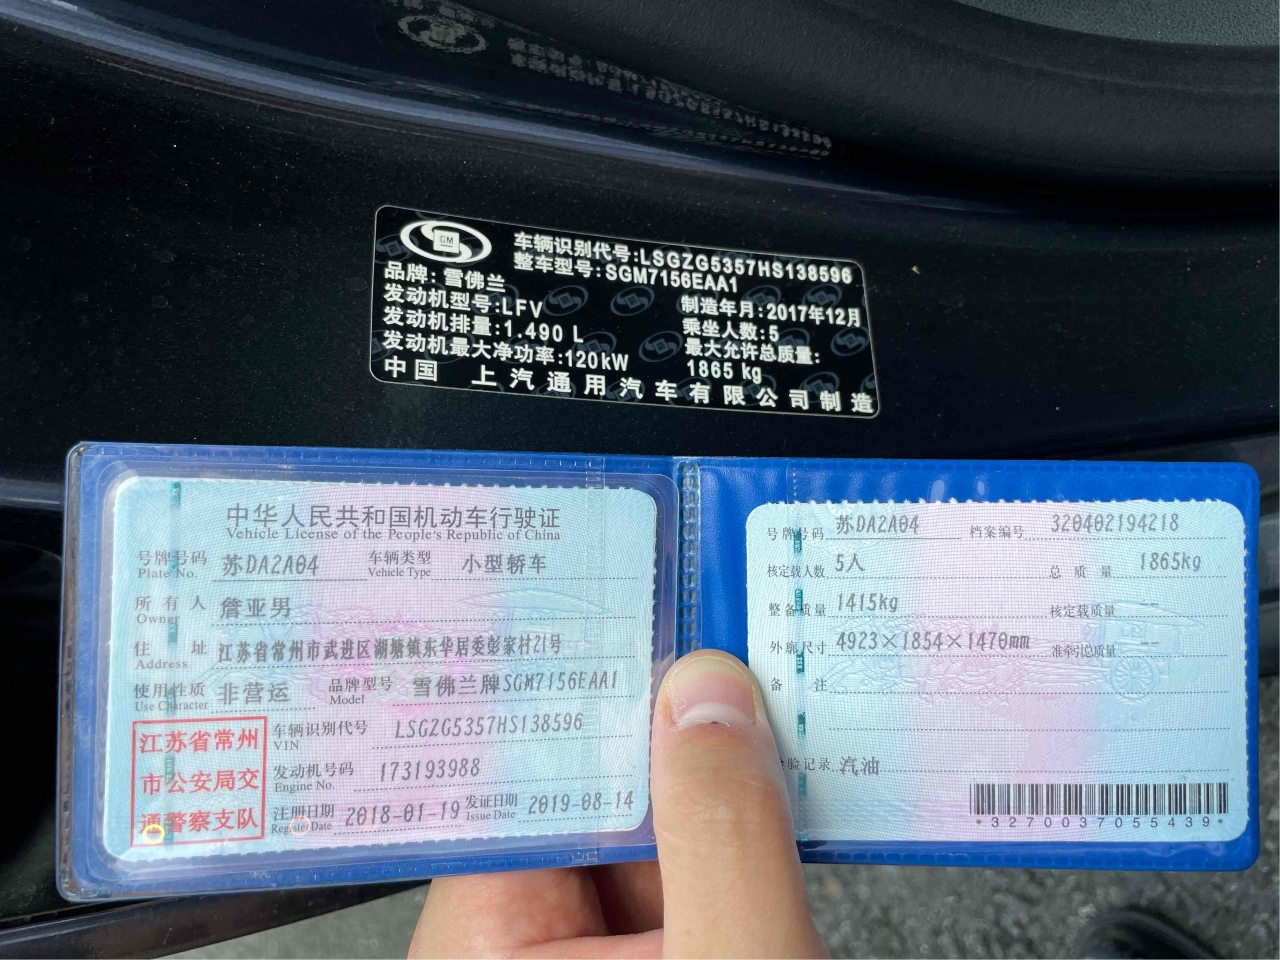 GM
车辆识别代号:LSGZG5357HS138596
整车型号:SGM7156EAA1
品牌: 雪佛兰
发动机型号:LFV
制造年月:2017年12月
发动机排量:1.490 L
乘坐人数:5
发动机最大净功率:120kW
最大允许总质量:
1865 kg
中国 上汽通用汽车有限公司制造
中华人民共和国机动车行驶证
Vehicle License of the People's Republic of China
号牌号码 苏DA2A04 车辆类型 小型轿车
Plate No. Vehicle Type
所有人 詹亚男
Owner
住址 江苏省常州市武进区湖塘镇东华居委彭家村21号
Address
使用性质 非营运 品牌型号 雪佛兰牌SGM7156EAA1
Use Character Model
江苏省常州
市公安局交
通警察支队
车辆识别代号 LSGZG5357HS138596
VIN
发动机号码 173193988
Engine No.
注册日期 2018-01-19 发证日期 2019-08-14
Register Date Issue Date
号牌号码 苏DA2A04 档案编号 320402194218
核定载人数 5人 总质量 1865kg
整备质量 1415kg 核定载质量 --
外廓尺寸 4923×1854×1470mm 准牵引总质量 --
备注
检验记录 汽油
*3270037055439*